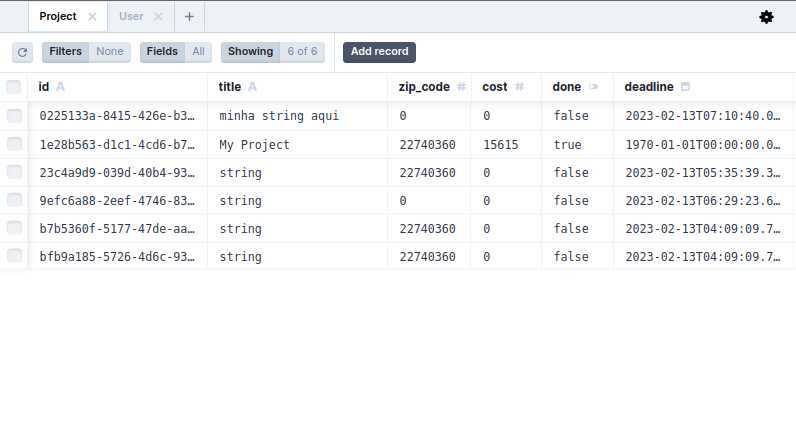 Project User
Filters None Fields All Showing 6 of 6 Add record
id A title A zip_code # cost # done deadline
0225133a-8415-426e-b3… minha string aqui 0 0 false 2023-02-13T07:10:40.0…
1e28b563-d1c1-4cd6-b7… My Project 22740360 15615 true 1970-01-01T00:00:00.0…
23c4a9d9-039d-40b4-93… string 22740360 0 false 2023-02-13T05:35:39.3…
9efc6a88-2eef-4746-83… string 0 0 false 2023-02-13T06:29:23.6…
b7b5360f-5177-47de-aa… string 22740360 0 false 2023-02-13T04:09:09.7…
bfb9a185-5726-4d6c-93… string 22740360 0 false 2023-02-13T04:09:09.7…